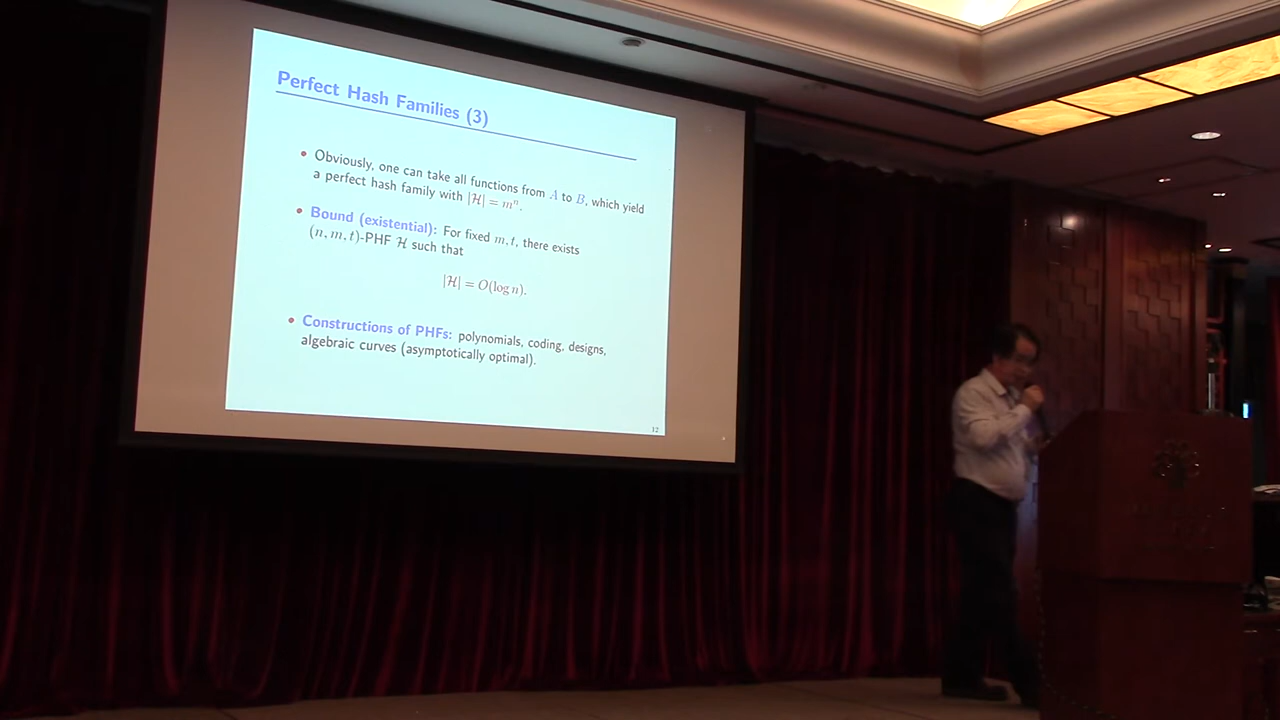 Perfect Hash Families (3)
• Obviously, one can take all functions from A to B, which yield
a perfect hash family with |ℋ| = mⁿ.
• Bound (existential): For fixed m, t, there exists
(n, m, t)-PHF ℋ such that
|ℋ| = O(log n).
• Constructions of PHFs: polynomials, coding, designs,
algebraic curves (asymptotically optimal).
12